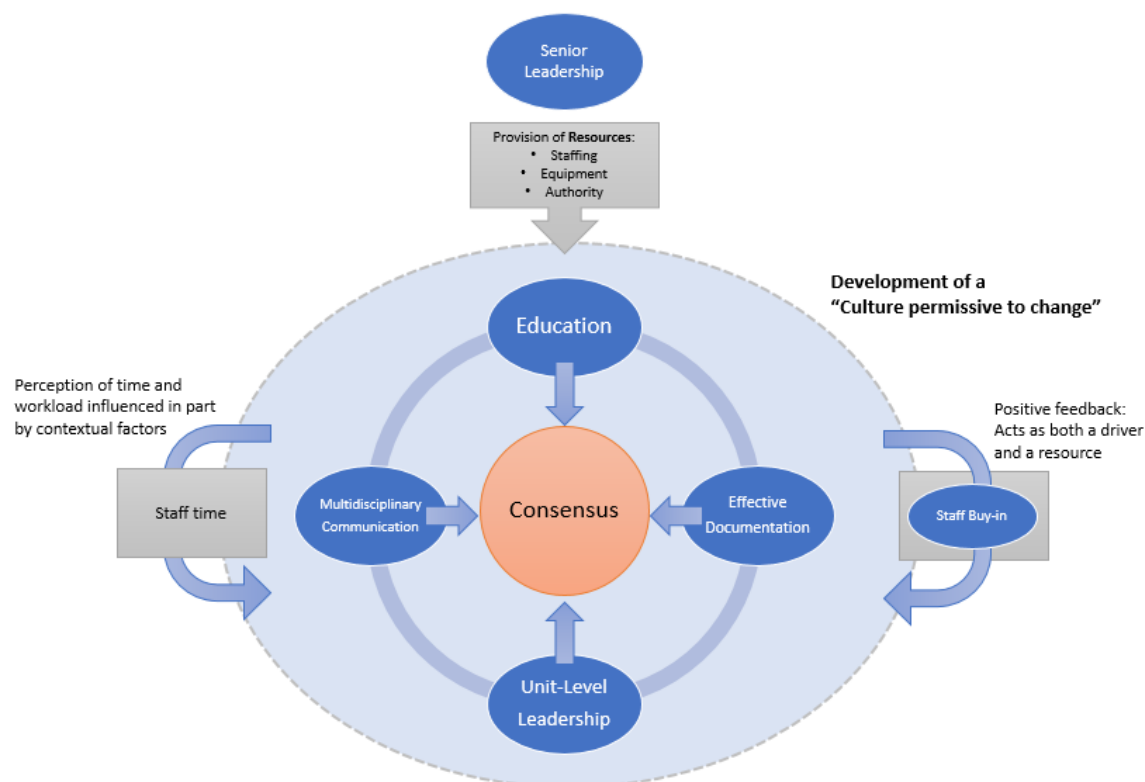 Senior
Leadership
Provision of Resources:
• Staffing
• Equipment
• Authority
Development of a
“Culture permissive to change”
Education
Perception of time and
workload influenced in part
by contextual factors
Positive feedback:
Acts as both a driver
and a resource
Staff time
Multidisciplinary
Communication
Consensus
Effective
Documentation
Staff Buy-in
Unit-Level
Leadership